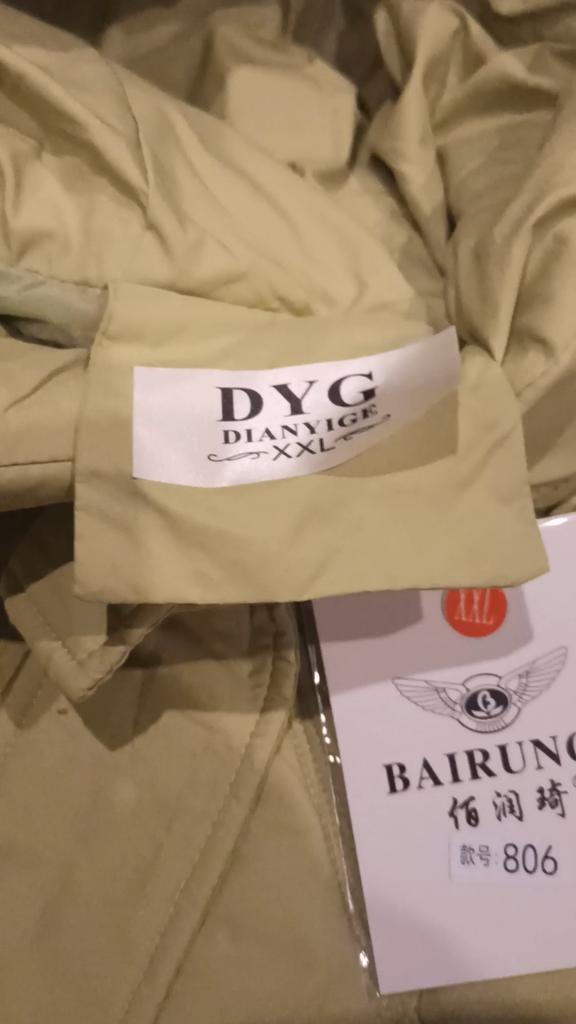 DYG
DIANYIGE
XXL
XXL
B
BAIRUN
佰润琦
款号: 806